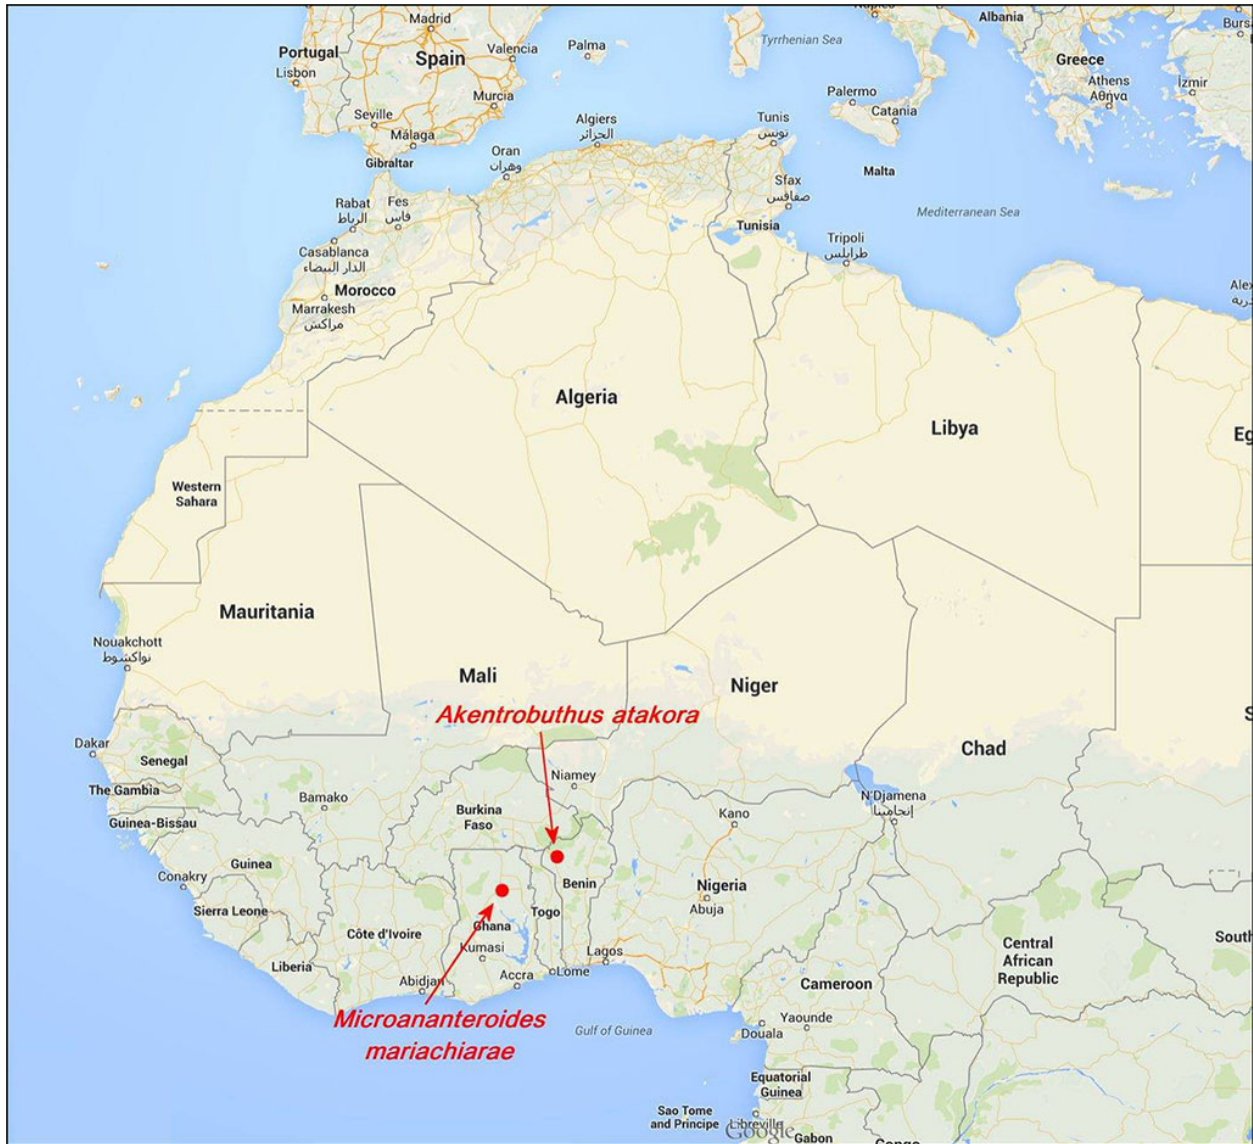 Madrid
Portugal
Spain
Valencia
Palma
Lisbon
Murcia
Seville
Málaga
Gibraltar
Tyrrhenian Sea
Albania
Greece
Athens
Αθήνα
İzmir
Palermo
Catania
Malta
Mediterranean Sea
Algiers
الجزائر
Oran
وهران
Tunis
تونس
Sfax
صفاقس
Tunisia
Tripoli
طرابلس
Rabat
الرباط
Fes
فاس
Casablanca
الدار البيضاء
Morocco
Marrakesh
مراكش
Algeria
Libya
Western
Sahara
Mauritania
Nouakchott
نواكشوط
Mali
Niger
Chad
Akentrobuthus atakora
Dakar
Senegal
The Gambia
Guinea-Bissau
Bamako
Niamey
Burkina
Faso
N'Djamena
إنجامينا
Kano
Guinea
Conakry
Sierra Leone
Benin
Nigeria
Abuja
Togo
Ghana
Côte d'Ivoire
Kumasi
Liberia
Abidjan
Accra
Lome
Lagos
Central
African
Republic
South
Cameroon
Microananteroides
mariachiarae
Gulf of Guinea
Yaounde
Douala
Equatorial
Guinea
Sao Tome
and Principe
Libreville
Google
Gabon